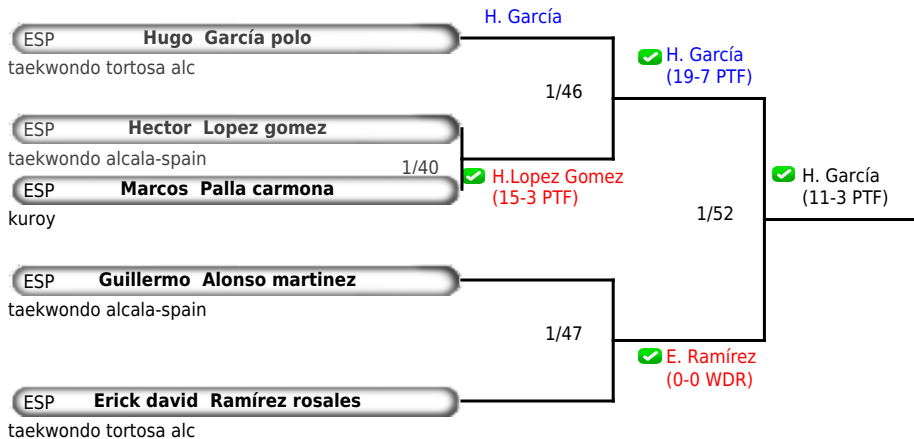 H. García
ESP Hugo García polo
taekwondo tortosa alc
H. García
(19-7 PTF)
1/46
ESP Hector Lopez gomez
taekwondo alcala-spain
1/40
ESP Marcos Palla carmona
kuroy
H.Lopez Gomez
(15-3 PTF)
H. García
(11-3 PTF)
1/52
ESP Guillermo Alonso martinez
taekwondo alcala-spain
1/47
E. Ramírez
(0-0 WDR)
ESP Erick david Ramírez rosales
taekwondo tortosa alc